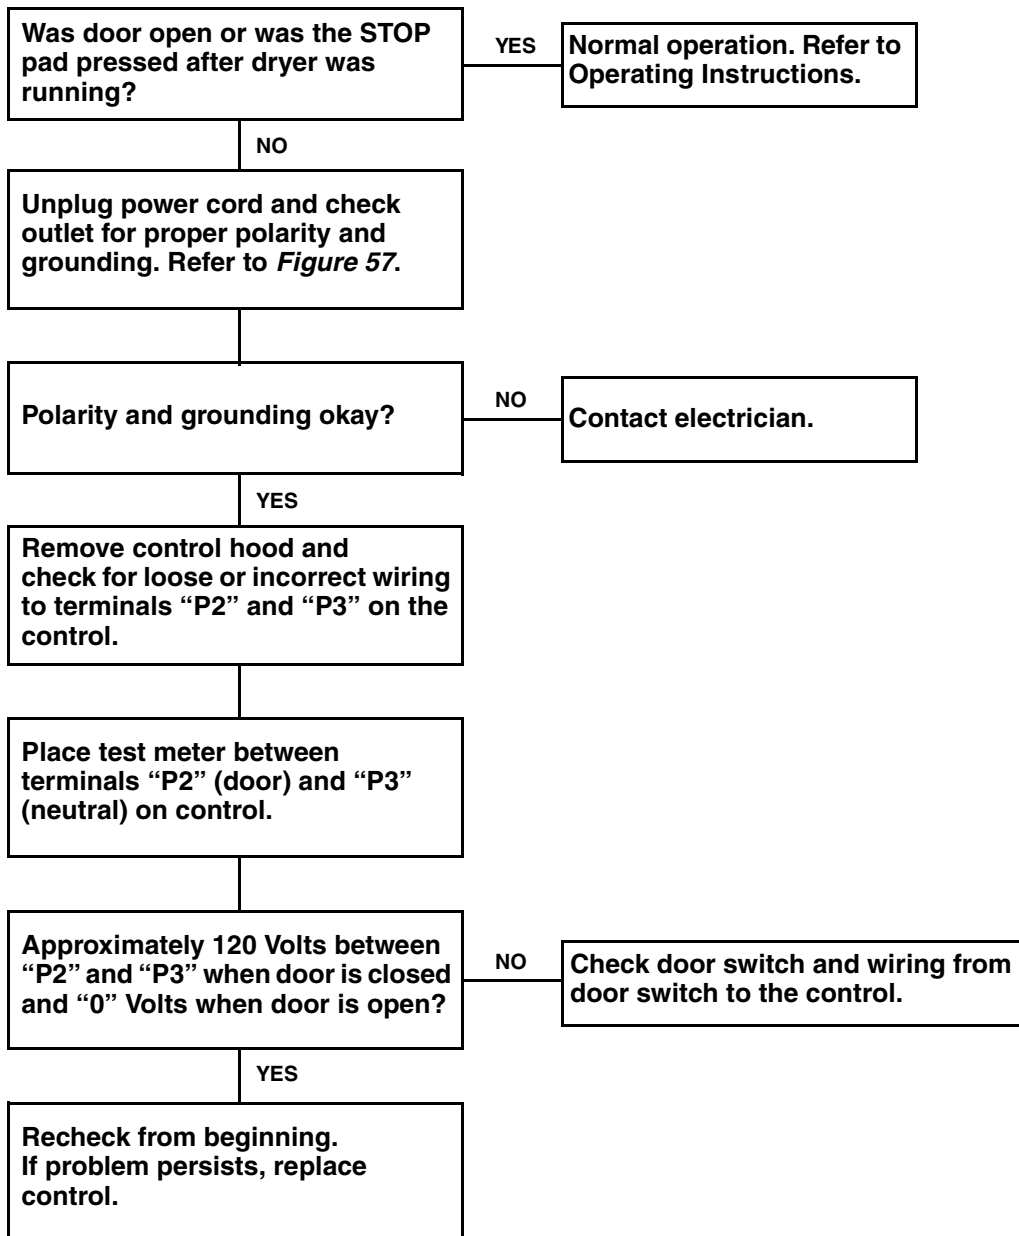 Was door open or was the STOP
pad pressed after dryer was
running?
YES
Normal operation. Refer to
Operating Instructions.
NO
Unplug power cord and check
outlet for proper polarity and
grounding. Refer to Figure 57.
Polarity and grounding okay?
NO
Contact electrician.
YES
Remove control hood and
check for loose or incorrect wiring
to terminals “P2” and “P3” on the
control.
Place test meter between
terminals “P2” (door) and “P3”
(neutral) on control.
Approximately 120 Volts between
“P2” and “P3” when door is closed
and “0” Volts when door is open?
NO
Check door switch and wiring from
door switch to the control.
YES
Recheck from beginning.
If problem persists, replace
control.